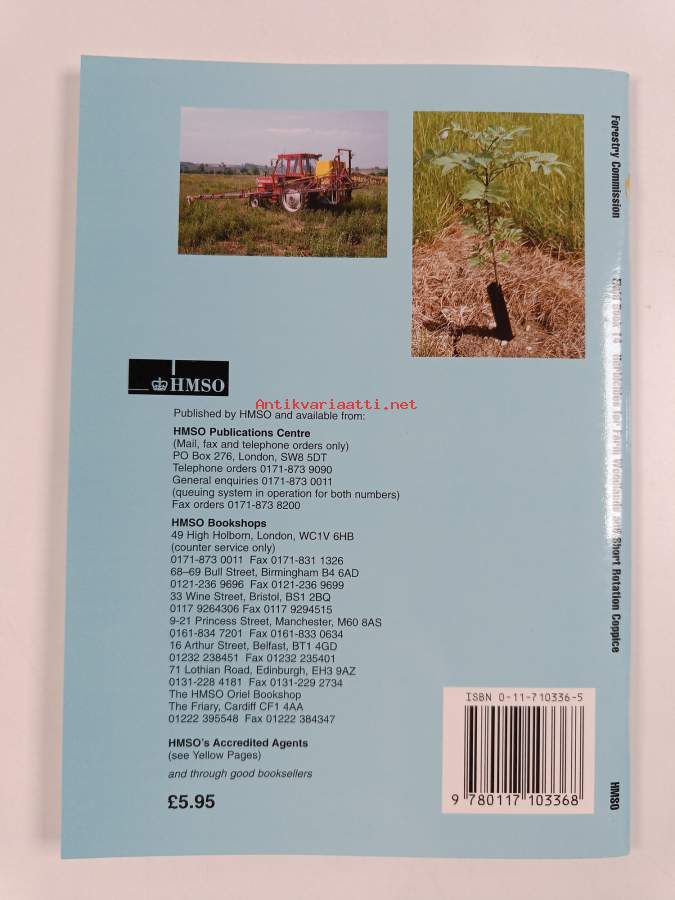 HMSO
Antikvariaatti.net
Published by HMSO and available from:
HMSO Publications Centre
(Mail, fax and telephone orders only)
PO Box 276, London, SW8 5DT
Telephone orders 0171-873 9090
General enquiries 0171-873 0011
(queuing system in operation for both numbers)
Fax orders 0171-873 8200
HMSO Bookshops
49 High Holborn, London, WC1V 6HB
(counter service only)
0171-873 0011 Fax 0171-831 1326
68–69 Bull Street, Birmingham B4 6AD
0121-236 9696 Fax 0121-236 9699
33 Wine Street, Bristol, BS1 2BQ
0117 9264306 Fax 0117 9294515
9-21 Princess Street, Manchester, M60 8AS
0161-834 7201 Fax 0161-833 0634
16 Arthur Street, Belfast, BT1 4GD
01232 238451 Fax 01232 235401
71 Lothian Road, Edinburgh, EH3 9AZ
0131-228 4181 Fax 0131-229 2734
The HMSO Oriel Bookshop
The Friary, Cardiff CF1 4AA
01222 395548 Fax 01222 384347
HMSO's Accredited Agents
(see Yellow Pages)
and through good booksellers
£5.95
ISBN 0-11-710336-5
9 780117 103368
Forestry Commission
Field Book 14 Herbicides for Farm Woodlands and Short Rotation Coppice
HMSO